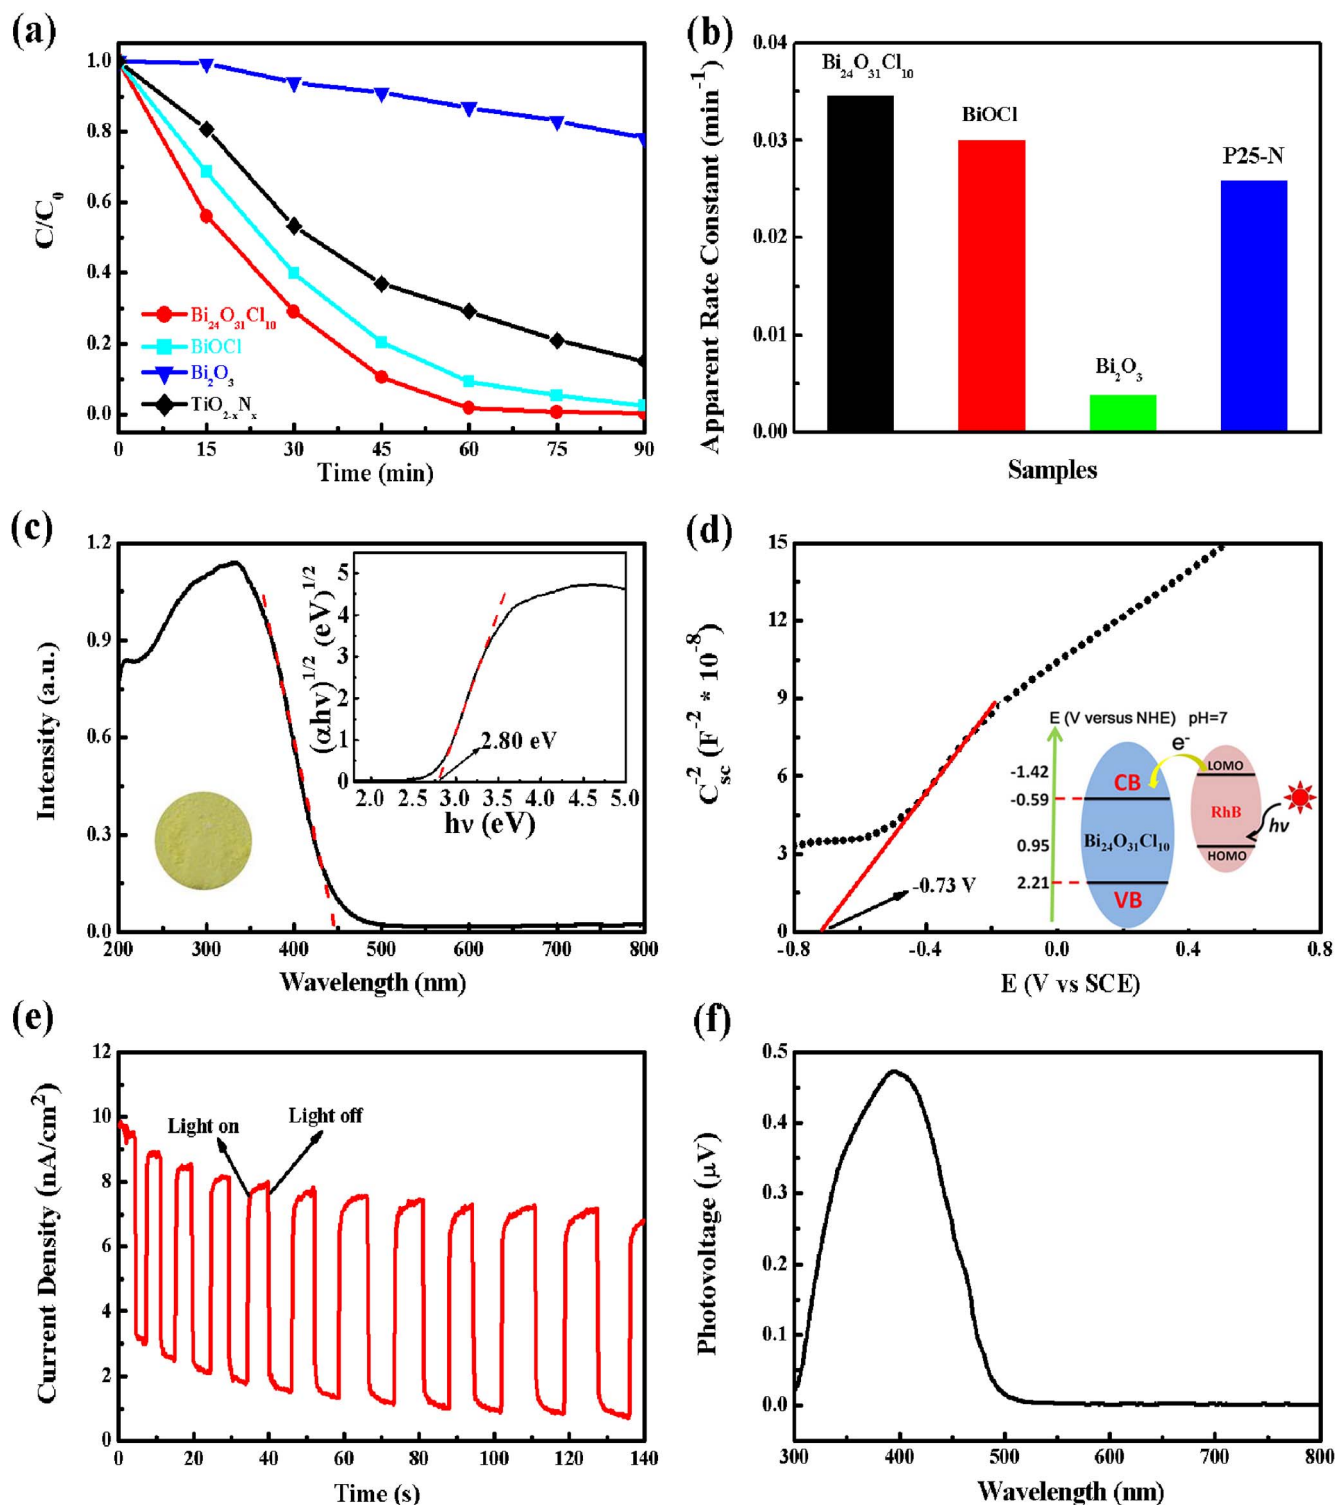 (a)
C/C0
1.0
0.8
0.6
0.4
0.2
0.0
Bi24O31Cl10
BiOCl
Bi2O3
TiO2-xNx
0 15 30 45 60 75 90
Time (min)
(b)
Apparent Rate Constant (min-1)
0.04
0.03
0.02
0.01
0.00
Bi24O31Cl10
BiOCl
Bi2O3
P25-N
Samples
(c)
Intensity (a.u.)
1.2
0.9
0.6
0.3
0.0
200 300 400 500 600 700 800
Wavelength (nm)
(αhν)1/2 (eV)1/2
5
4
3
2
1
0
2.80 eV
1.8 2.4 3.0 3.6 4.2 5.0
hν (eV)
(d)
Csc-2 (F-2 * 10-8)
15
12
9
6
3
0
-0.73 V
E (V versus NHE) pH=7
-1.42
-0.59
0.95
2.21
CB
Bi24O31Cl10
VB
e-
LOMO
RhB
HOMO
hν
-0.8 -0.4 0.0 0.4 0.8
E (V vs SCE)
(e)
Current Density (nA/cm2)
12
10
8
6
4
2
0
Light on
Light off
0 20 40 60 80 100 120 140
Time (s)
(f)
Photovoltage (μV)
0.5
0.4
0.3
0.2
0.1
0.0
300 400 500 600 700 800
Wavelength (nm)